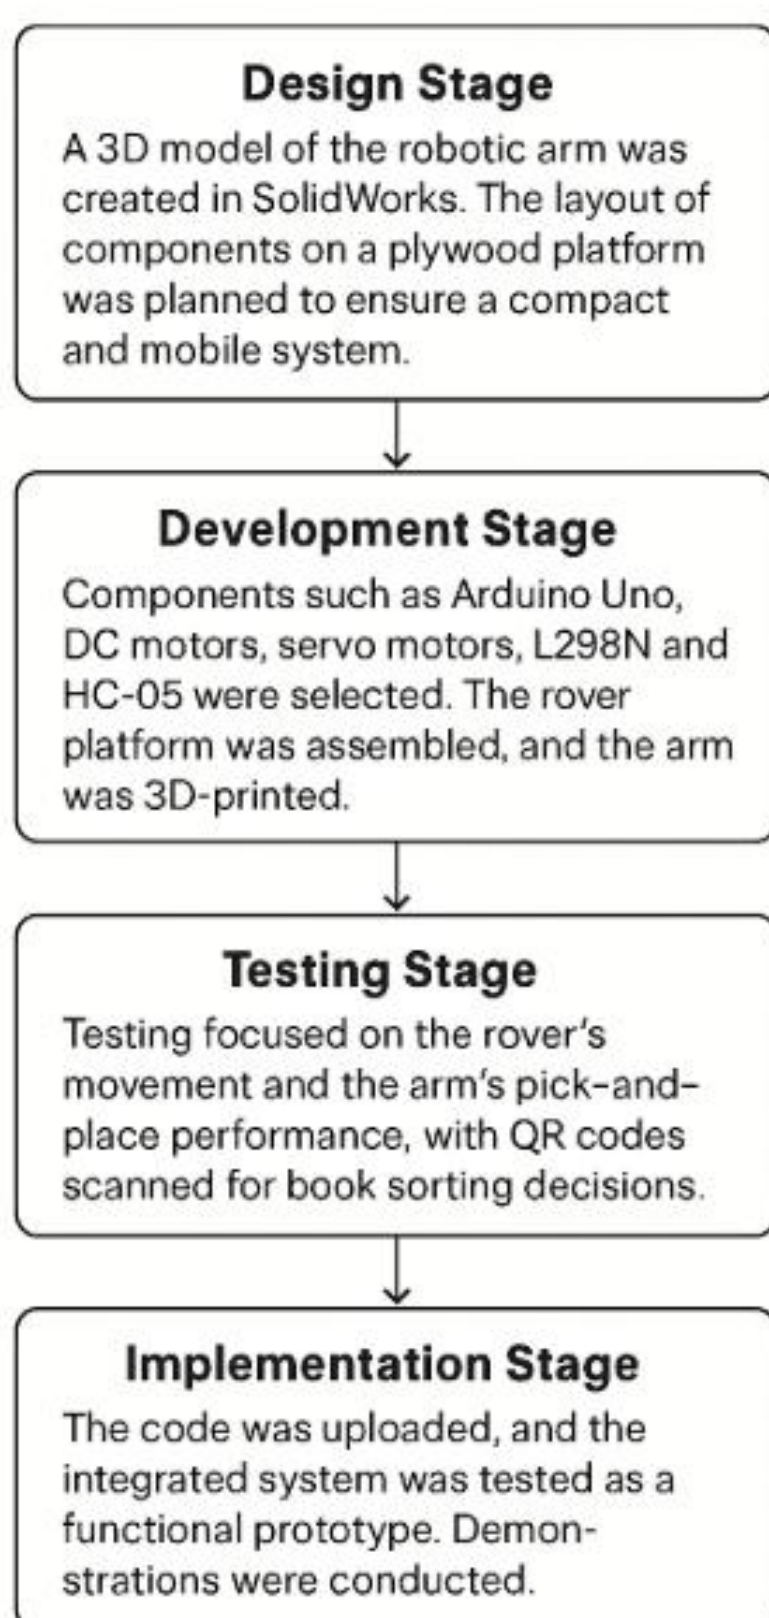 Design Stage
A 3D model of the robotic arm was
created in SolidWorks. The layout of
components on a plywood platform
was planned to ensure a compact
and mobile system.
Development Stage
Components such as Arduino Uno,
DC motors, servo motors, L298N and
HC-05 were selected. The rover
platform was assembled, and the arm
was 3D-printed.
Testing Stage
Testing focused on the rover's
movement and the arm's pick-and-
place performance, with QR codes
scanned for book sorting decisions.
Implementation Stage
The code was uploaded, and the
integrated system was tested as a
functional prototype. Demon-
strations were conducted.